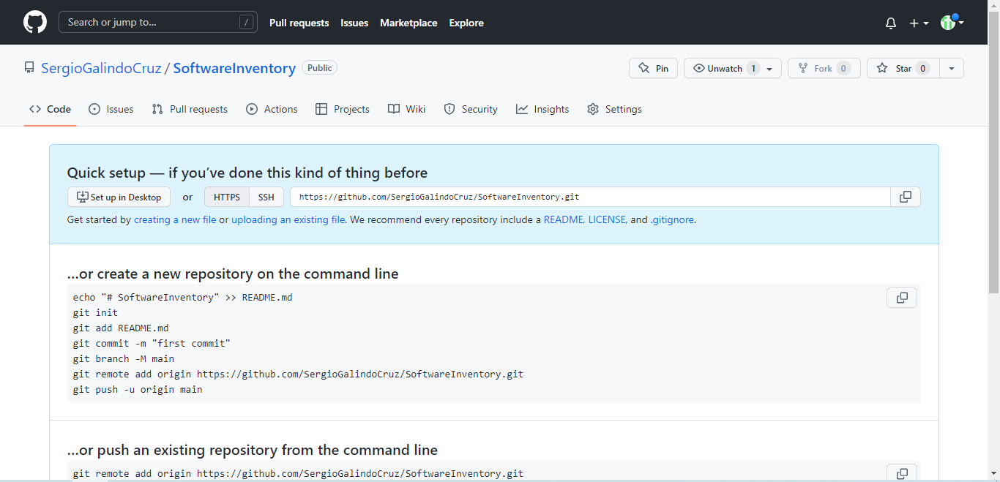 Search or jump to... /
Pull requests Issues Marketplace Explore
SergioGalindoCruz / SoftwareInventory Public
Pin Unwatch 1 Fork 0 Star 0
Code Issues Pull requests Actions Projects Wiki Security Insights Settings
Quick setup — if you’ve done this kind of thing before
Set up in Desktop or HTTPS SSH https://github.com/SergioGalindoCruz/SoftwareInventory.git
Get started by creating a new file or uploading an existing file. We recommend every repository include a README, LICENSE, and .gitignore.
…or create a new repository on the command line
echo "# SoftwareInventory" >> README.md
git init
git add README.md
git commit -m "first commit"
git branch -M main
git remote add origin https://github.com/SergioGalindoCruz/SoftwareInventory.git
git push -u origin main
…or push an existing repository from the command line
git remote add origin https://github.com/SergioGalindoCruz/SoftwareInventory.git